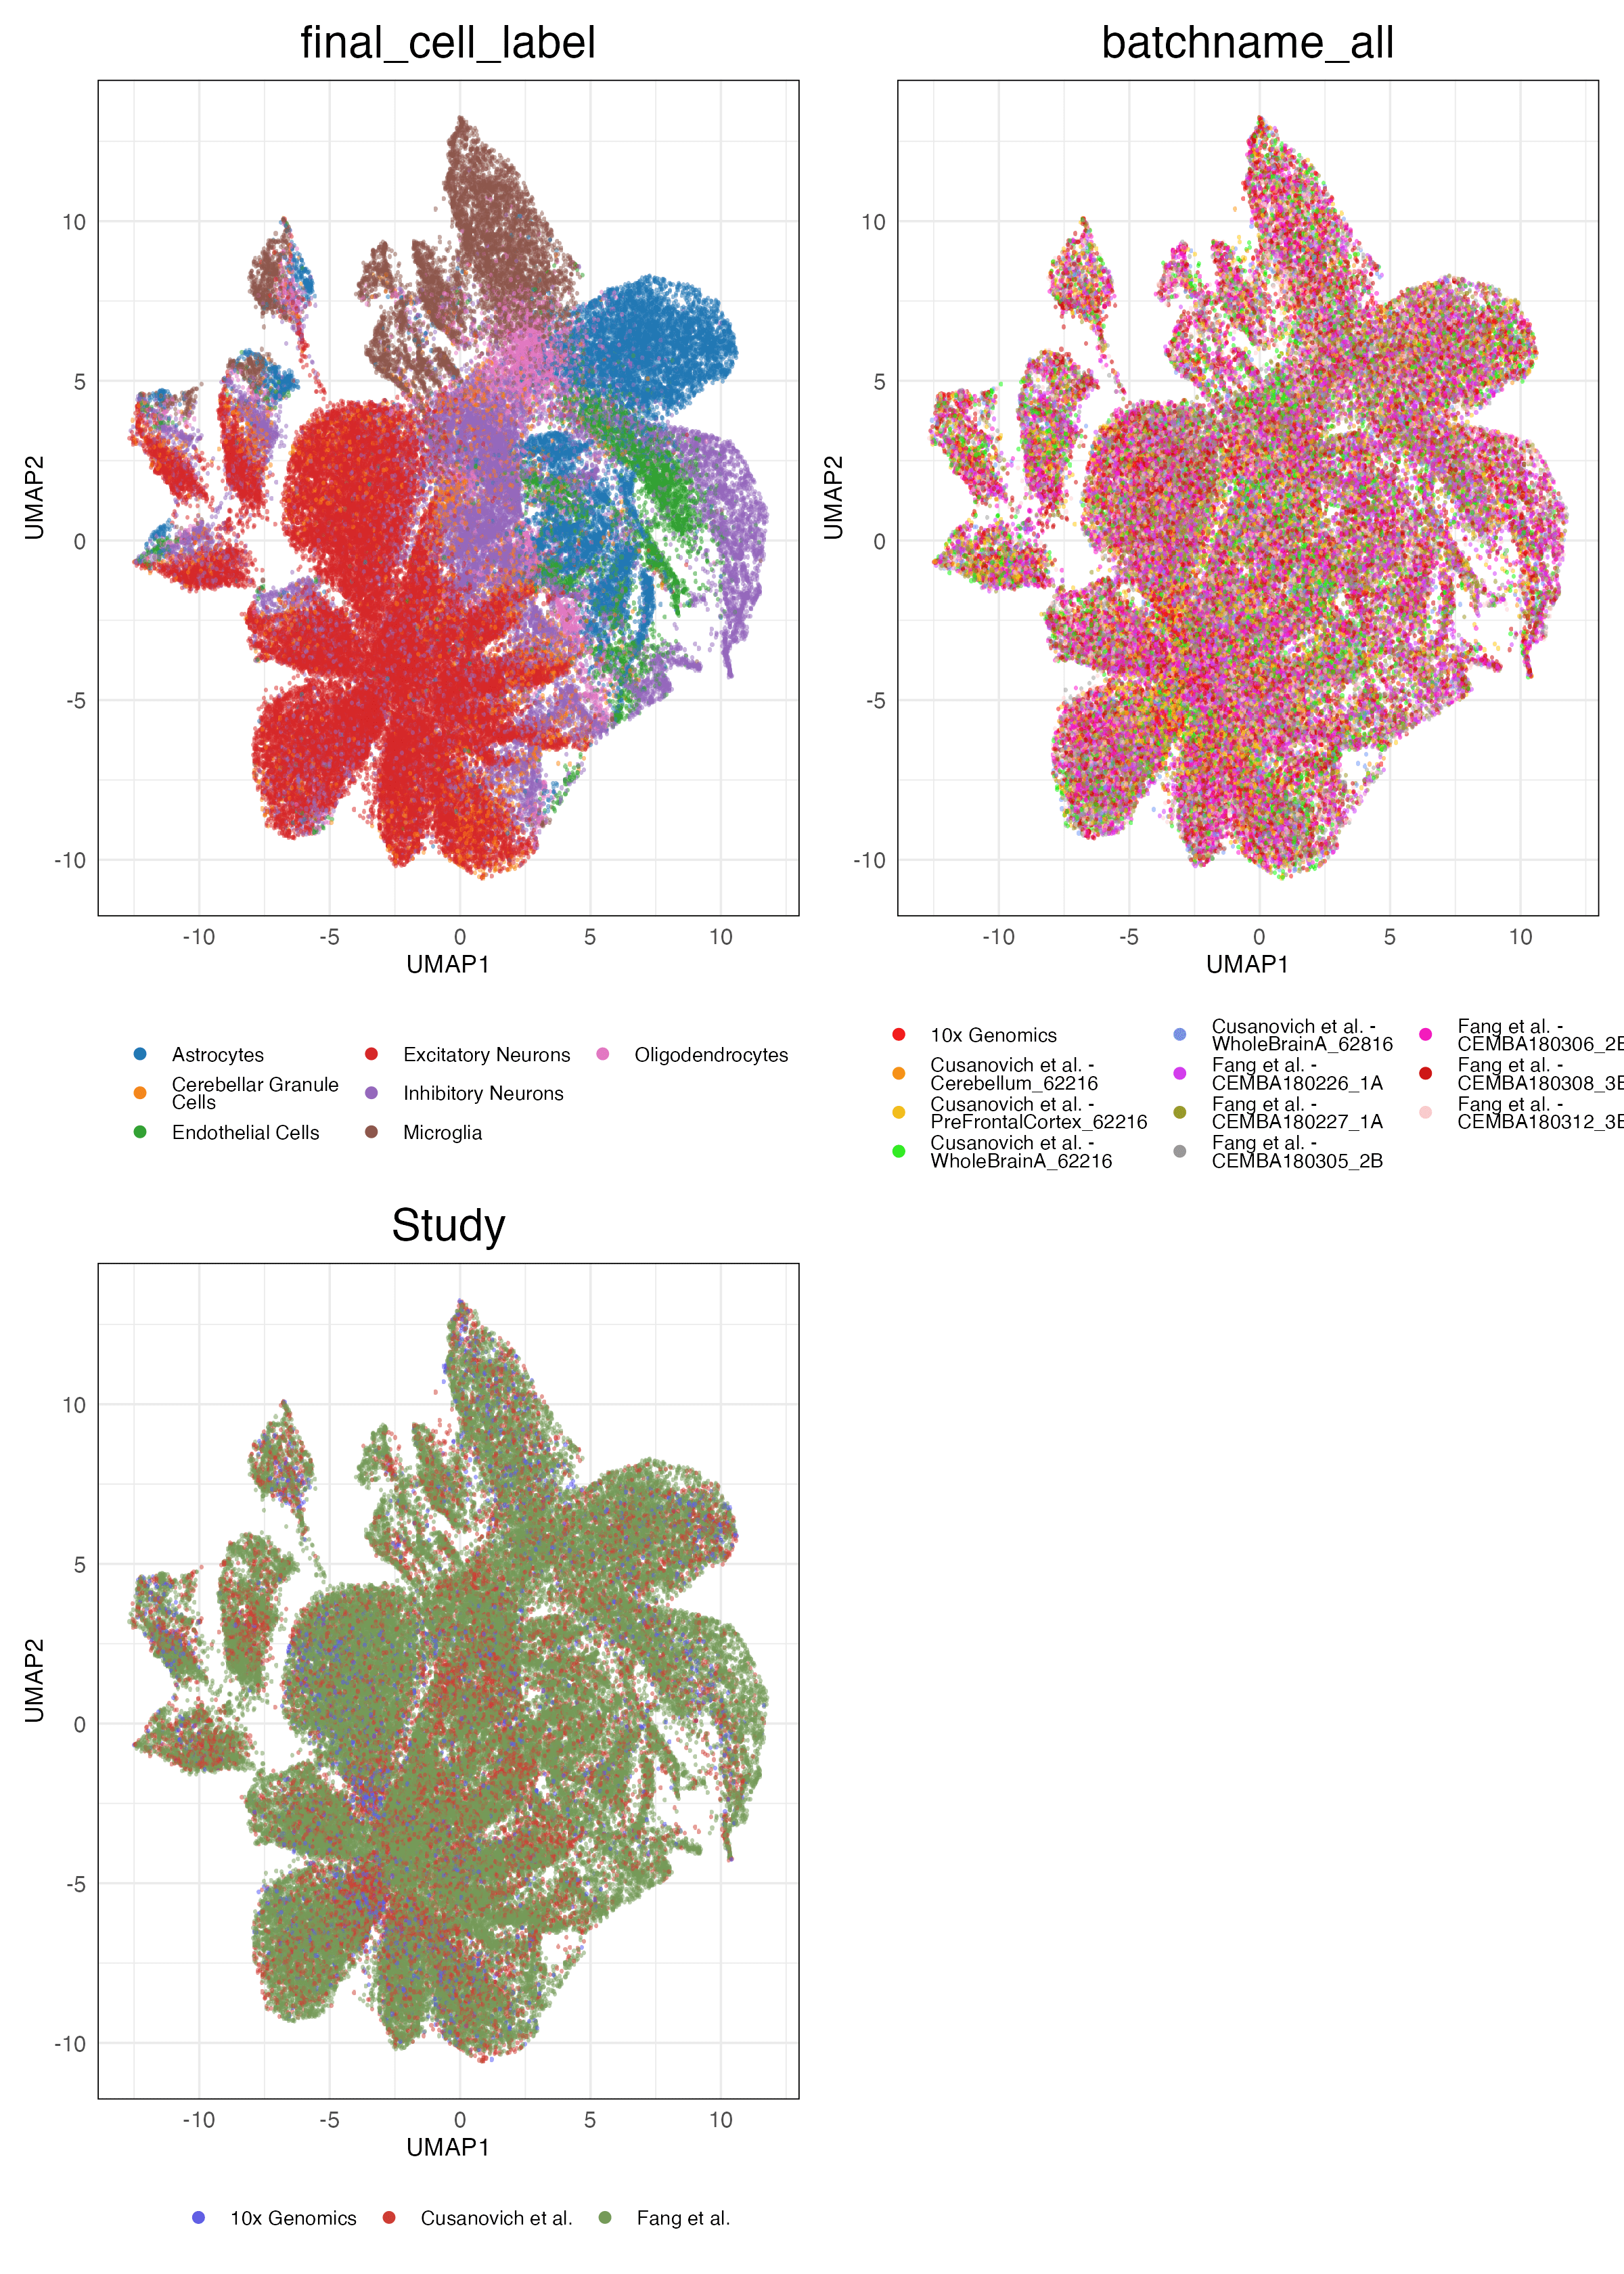 final_cell_label
batchname_all
UMAP2
10
5
0
-5
-10
-10
-5
0
5
10
UMAP1
UMAP2
10
5
0
-5
-10
-10
-5
0
5
10
UMAP1
Astrocytes
Cerebellar Granule
Cells
Endothelial Cells
Excitatory Neurons
Inhibitory Neurons
Microglia
Oligodendrocytes
10x Genomics
Cusanovich et al. -
Cerebellum_62216
Cusanovich et al. -
PreFrontalCortex_62216
Cusanovich et al. -
WholeBrainA_62216
Cusanovich et al. -
WholeBrainA_62816
Fang et al. -
CEMBA180226_1A
Fang et al. -
CEMBA180227_1A
Fang et al. -
CEMBA180305_2B
Fang et al. -
CEMBA180306_2B
Fang et al. -
CEMBA180308_3
Fang et al. -
CEMBA180312_3
Study
UMAP2
10
5
0
-5
-10
-10
-5
0
5
10
UMAP1
10x Genomics
Cusanovich et al.
Fang et al.